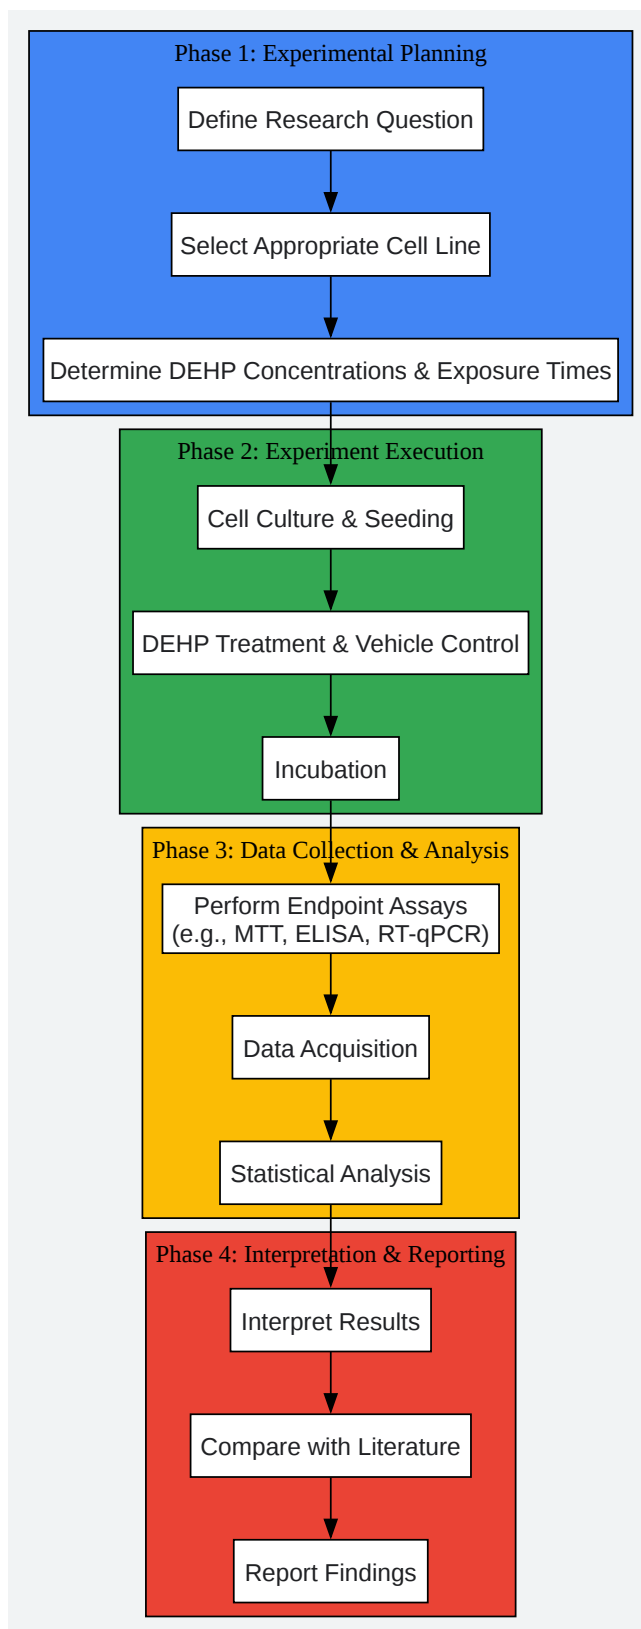 Phase 1: Experimental Planning
Define Research Question
Select Appropriate Cell Line
Determine DEHP Concentrations & Exposure Times
Phase 2: Experiment Execution
Cell Culture & Seeding
DEHP Treatment & Vehicle Control
Incubation
Phase 3: Data Collection & Analysis
Perform Endpoint Assays
(e.g., MTT, ELISA, RT-qPCR)
Data Acquisition
Statistical Analysis
Phase 4: Interpretation & Reporting
Interpret Results
Compare with Literature
Report Findings